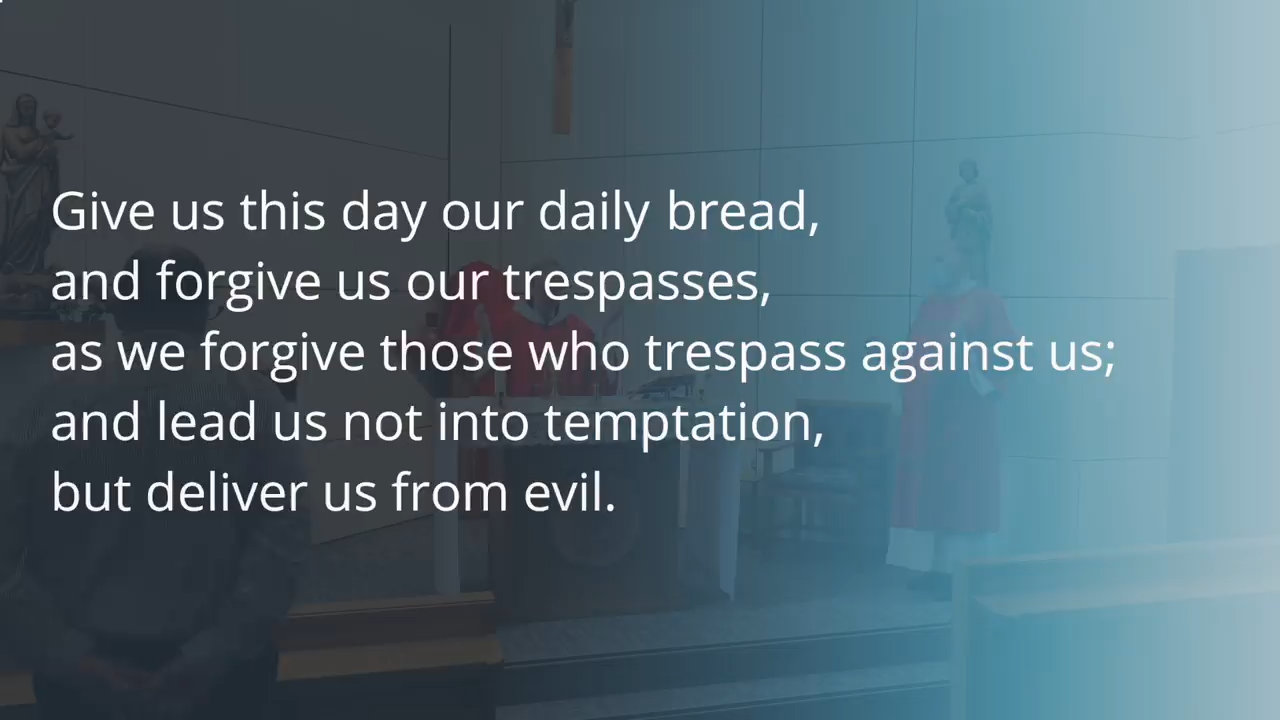 Give us this day our daily bread,
and forgive us our trespasses,
as we forgive those who trespass against us;
and lead us not into temptation,
but deliver us from evil.